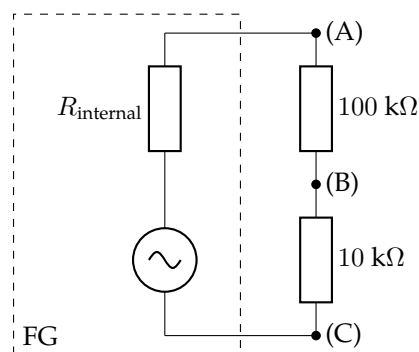 (A)
R_internal
100 kΩ
(B)
10 kΩ
FG
(C)